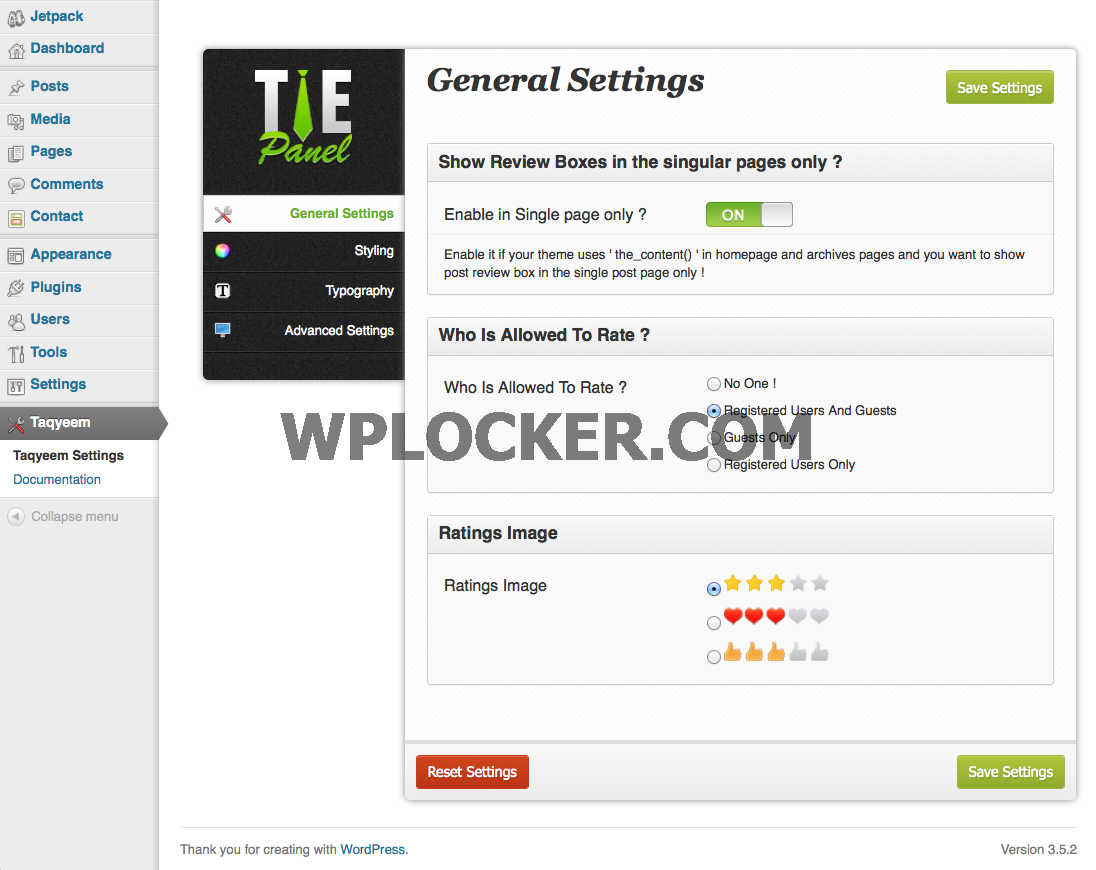 Jetpack
Dashboard
Posts
Media
Pages
Comments
Contact
Appearance
Plugins
Users
Tools
Settings
Taqyeem
Taqyeem Settings
Documentation
Collapse menu
TIE
Panel
General Settings
Styling
Typography
Advanced Settings
General Settings
Save Settings
Show Review Boxes in the singular pages only ?
Enable in Single page only ?
ON
Enable it if your theme uses ' the_content() ' in homepage and archives pages and you want to show
post review box in the single post page only !
Who Is Allowed To Rate ?
Who Is Allowed To Rate ?
No One !
Registered Users And Guests
Guests Only
Registered Users Only
WPLOCKER.COM
Ratings Image
Ratings Image
Reset Settings
Save Settings
Thank you for creating with WordPress.
Version 3.5.2